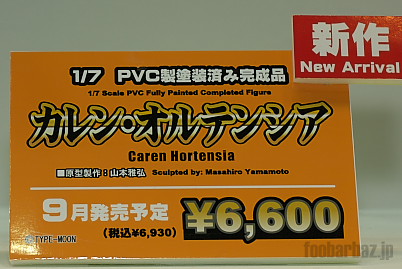 新作
New Arrival
1/7 PVC製塗装済み完成品
1/7 Scale PVC Fully Painted Completed Figure
カレン・オルテンシア
Caren Hortensia
■原型製作：山本雅弘 Sculpted by: Masahiro Yamamoto
9月発売予定 ¥6,600
(税込¥6,930)
TYPE-MOON
foobarbaz.jp